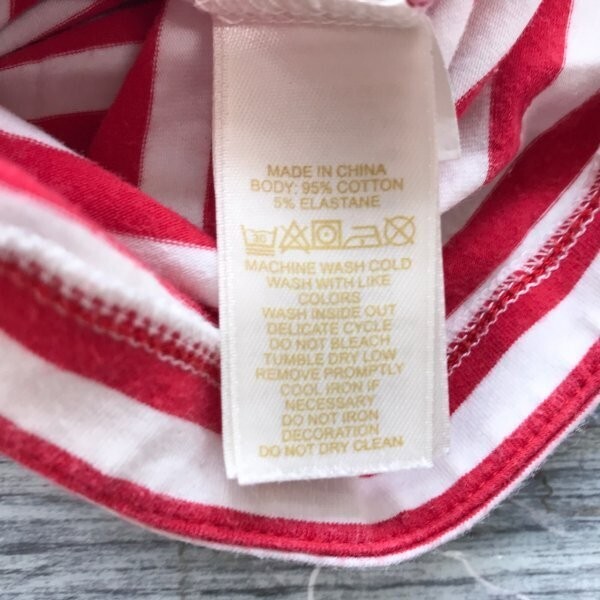 MADE IN CHINA
BODY: 95% COTTON
5% ELASTANE
30
MACHINE WASH COLD
WASH WITH LIKE
COLORS
WASH INSIDE OUT
DELICATE CYCLE
DO NOT BLEACH
TUMBLE DRY LOW
REMOVE PROMPTLY
COOL IRON IF
NECESSARY
DO NOT IRON
DECORATION
DO NOT DRY CLEAN